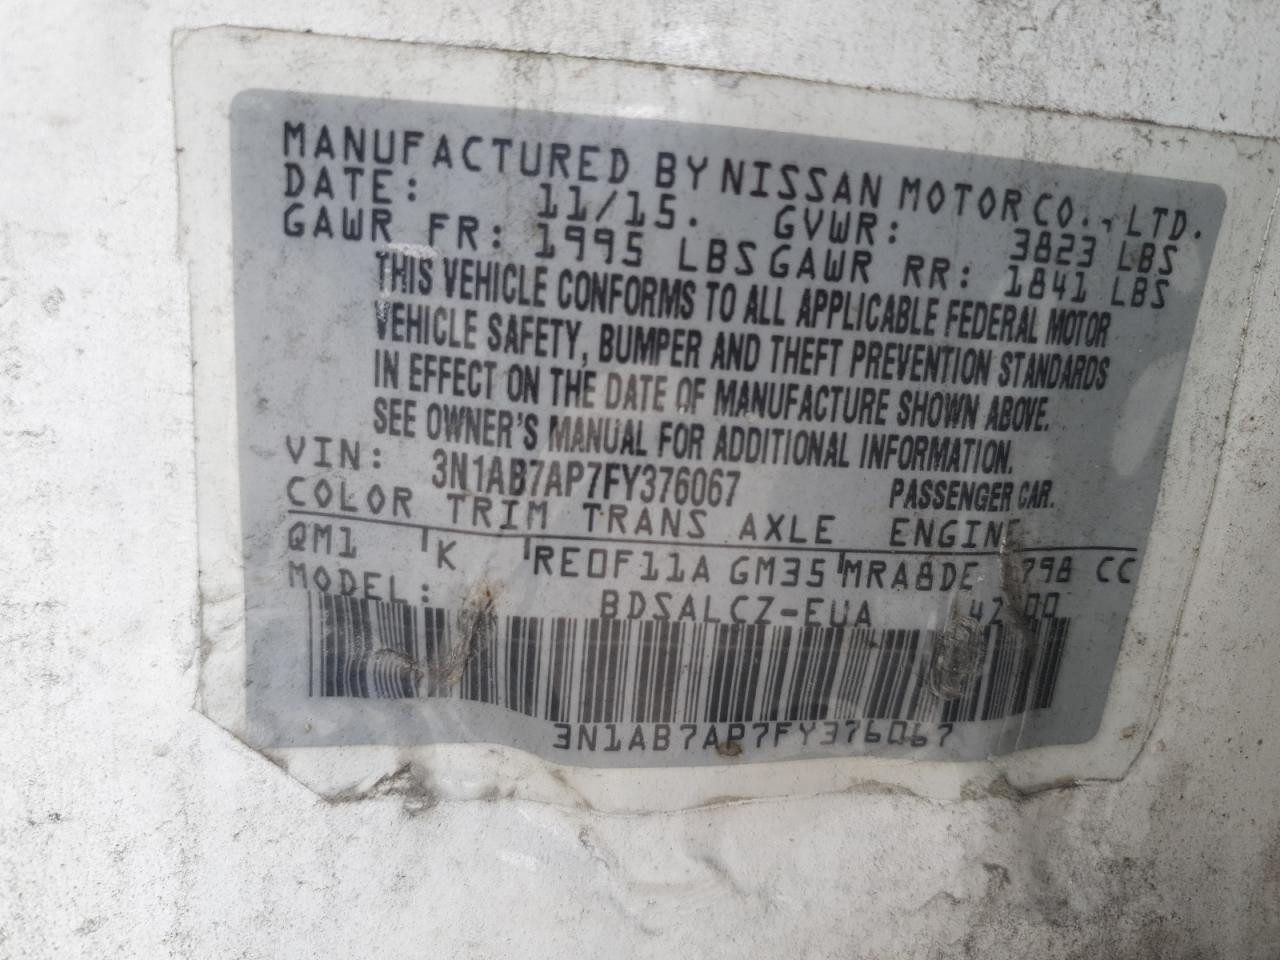 MANUFACTURED BY NISSAN MOTOR CO., LTD.
DATE: 11/15. GVWR: 3823 LBS
GAWR FR: 1995 LBS GAWR RR: 1841 LBS
THIS VEHICLE CONFORMS TO ALL APPLICABLE FEDERAL MOTOR
VEHICLE SAFETY, BUMPER AND THEFT PREVENTION STANDARDS
IN EFFECT ON THE DATE OF MANUFACTURE SHOWN ABOVE.
SEE OWNER'S MANUAL FOR ADDITIONAL INFORMATION.
VIN: 3N1AB7AP7FY376067 PASSENGER CAR.
COLOR TRIM TRANS AXLE ENGINE
QM1 K RE0F11A GM35 MRA8DE CC
MODEL: BDSALCZ-EUA
3N1AB7AP7FY376067